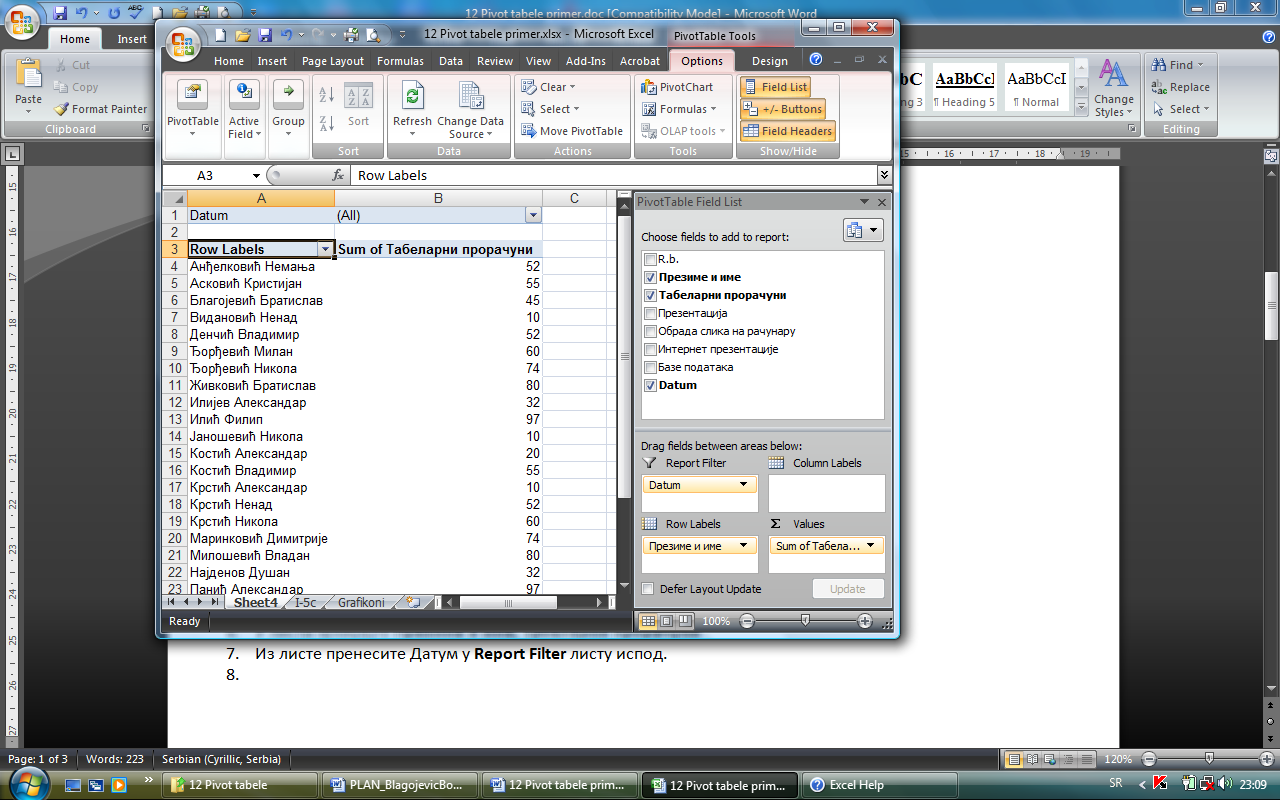 12 Pivot tabele primer.doc [Compatibility Mode] - Microsoft Word
Home Insert
Cut
Copy
Format Painter
Paste
Clipboard
12 Pivot tabele primer.xlsx - Microsoft Excel PivotTable Tools
Home Insert Page Layout Formulas Data Review View Add-Ins Acrobat Options Design
PivotTable
Active Field
Group
Sort
Sort
Refresh
Change Data Source
Data
Clear
Select
Move PivotTable
Actions
PivotChart
Formulas
OLAP tools
Tools
Field List
+/- Buttons
Field Headers
Show/Hide
AaBbCcI AaBbCcI
¶ Heading 5 ¶ Normal
Change Styles
Find
Replace
Select
Editing
A3 fx Row Labels
A B C
1 Datum (All)
2
3 Row Labels Sum of Табеларни прорачуни
4 Анђелковић Немања 52
5 Асковић Кристијан 55
6 Благојевић Братислав 45
7 Видановић Ненад 10
8 Денчић Владимир 52
9 Ђорђевић Милан 60
10 Ђорђевић Никола 74
11 Живковић Братислав 80
12 Илијев Александар 32
13 Илић Филип 97
14 Јаношевић Никола 10
15 Костић Александар 20
16 Костић Владимир 55
17 Крстић Александар 10
18 Крстић Ненад 52
19 Крстић Никола 60
20 Маринковић Димитрије 74
21 Милошевић Владан 80
22 Најденов Душан 32
23 Панић Александар 97
Sheet4 I-5c Grafikoni
Ready 100%
PivotTable Field List
Choose fields to add to report:
R.b.
Презиме и име
Табеларни прорачуни
Презентација
Обрада слика на рачунару
Интернет презентације
Базе података
Datum
Drag fields between areas below:
Report Filter Column Labels
Datum
Row Labels Σ Values
Презиме и име Sum of Табела...
Defer Layout Update Update
7. Из листе пренесите Датум у Report Filter листу испод.
8.
Page: 1 of 3 Words: 223 Serbian (Cyrillic, Serbia) 120%
12 Pivot tabele PLAN_BlagojevicBo... 12 Pivot tabele prim... 12 Pivot tabele prim... Excel Help SR 23:09